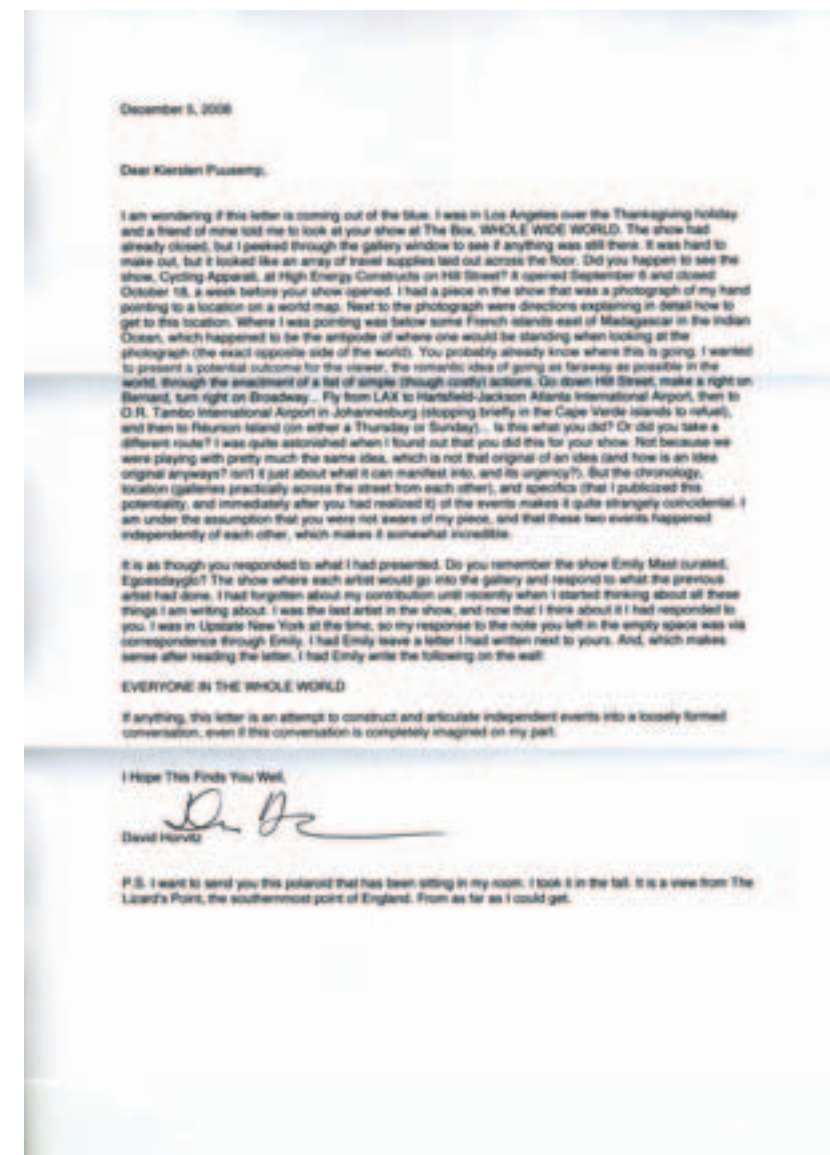 December 5, 2008
Dear Kiersten Puusemp,
I am wondering if this letter is coming out of the blue. I was in Los Angeles over the Thanksgiving holiday
and a friend of mine told me to look at your show at The Box, WHOLE WIDE WORLD. The show had
already closed, but I peeked through the gallery window to see if anything was still there. It was hard to
make out, but it looked like an array of travel supplies laid out across the floor. Did you happen to see the
show, Cycling Apparati, at High Energy Constructs on Hill Street? It opened September 6 and closed
October 18, a week before your show opened. I had a piece in the show that was a photograph of my hand
pointing to a location on a world map. Next to the photograph were directions explaining in detail how to
get to this location. Where I was pointing was below some French islands east of Madagascar in the Indian
Ocean, which happened to be the antipode of where one would be standing when looking at the
photograph (the exact opposite side of the world). You probably already know where this is going. I wanted
to present a potential outcome for the viewer, the romantic idea of going as faraway as possible in the
world, through the enactment of a list of simple (though costly) actions. Go down Hill Street, make a right on
Bernard, turn right on Broadway... Fly from LAX to Hartsfield-Jackson Atlanta International Airport, then to
O.R. Tambo International Airport in Johannesburg (stopping briefly in the Cape Verde islands to refuel),
and then to Réunion Island (on either a Thursday or Sunday)... Is this what you did? Or did you take a
different route? I was quite astonished when I found out that you did this for your show. Not because we
were playing with pretty much the same idea, which is not that original of an idea (and how is an idea
original anyways? isn't it just about what it can manifest into, and its urgency?). But the chronology,
location (galleries practically across the street from each other), and specifics (that I publicized this
potentiality, and immediately after you had realized it) of the events makes it quite strangely coincidental. I
am under the assumption that you were not aware of my piece, and that these two events happened
independently of each other, which makes it somewhat incredible.
It is as though you responded to what I had presented. Do you remember the show Emily Mast curated,
Egoesdayglo? The show where each artist would go into the gallery and respond to what the previous
artist had done. I had forgotten about my contribution until recently when I started thinking about all these
things I am writing about. I was the last artist in the show, and now that I think about it I had responded to
you. I was in Upstate New York at the time, so my response to the note you left in the empty space was via
correspondence through Emily. I had Emily leave a letter I had written next to yours. And, which makes
sense after reading the letter, I had Emily write the following on the wall:
EVERYONE IN THE WHOLE WORLD
If anything, this letter is an attempt to construct and articulate independent events into a loosely formed
conversation, even if this conversation is completely imagined on my part.
I Hope This Finds You Well,
David Horvitz
P.S. I want to send you this polaroid that has been sitting in my room. I took it in the fall. It is a view from The
Lizard's Point, the southernmost point of England. From as far as I could get.